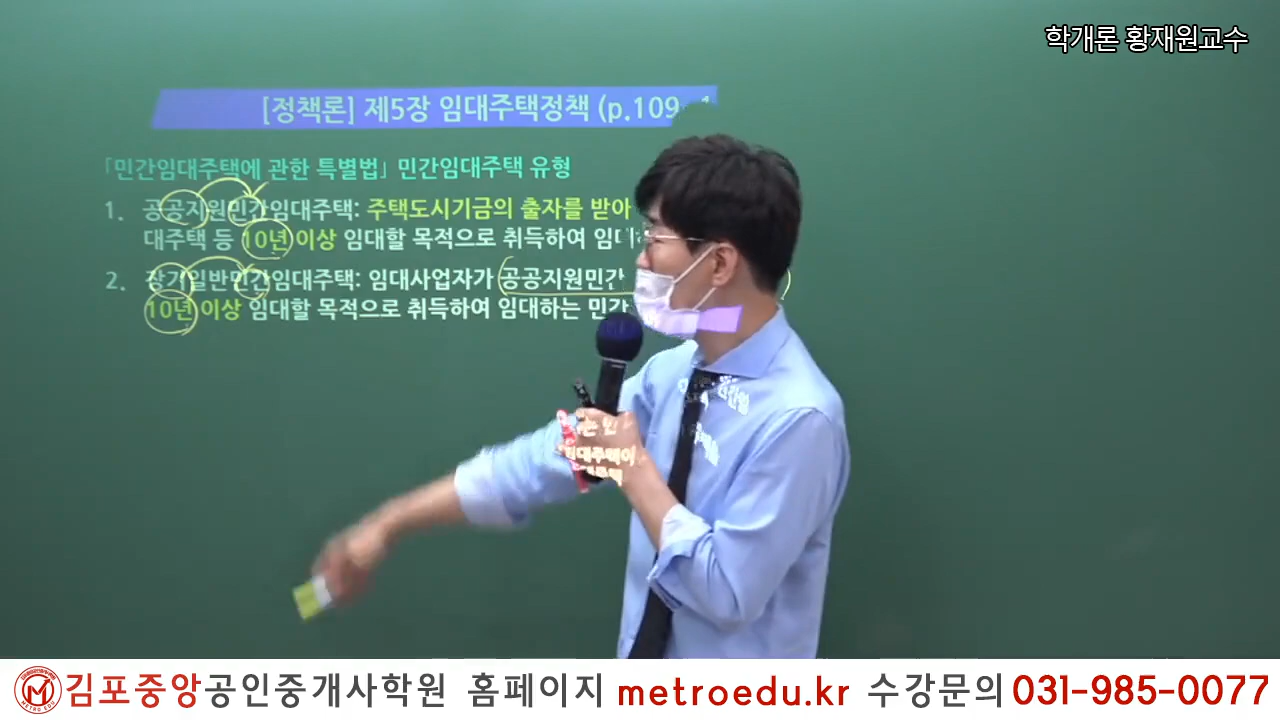 학개론 황재원교수
[정책론] 제5장 임대주택정책 (p.109
「민간임대주택에 관한 특별법」 민간임대주택 유형
1. 공공지원민간임대주택: 주택도시기금의 출자를 받아
대주택 등 10년 이상 임대할 목적으로 취득하여
2. 장기일반민간임대주택: 임대사업자가 공공지원민간
10년 이상 임대할 목적으로 취득하여 임대하는 민간
임대주택이
METRO EDU
김포중앙공인중개사학원 홈페이지 metroedu.kr 수강문의 031-985-0077